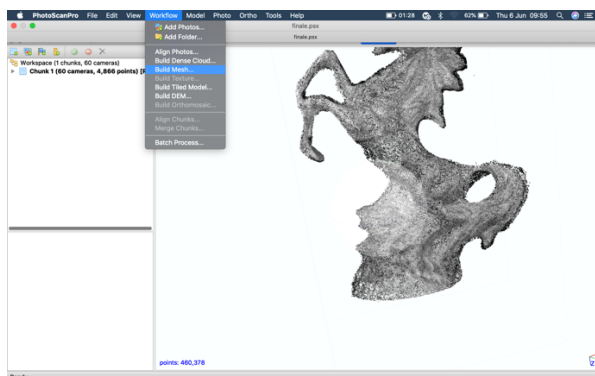 PhotoScanPro File Edit View Workflow Model Photo Ortho Tools Help 01:28 62% Thu 6 Jun 09:55
finale.psx
finale.psx
Add Photos...
Add Folder...
Align Photos...
Build Dense Cloud...
Build Mesh...
Build Texture...
Build Tiled Model...
Build DEM...
Build Orthomosaic...
Align Chunks...
Merge Chunks...
Batch Process...
Workspace (1 chunks, 60 cameras)
Chunk 1 (60 cameras, 4,866 points) [R
points: 460,378